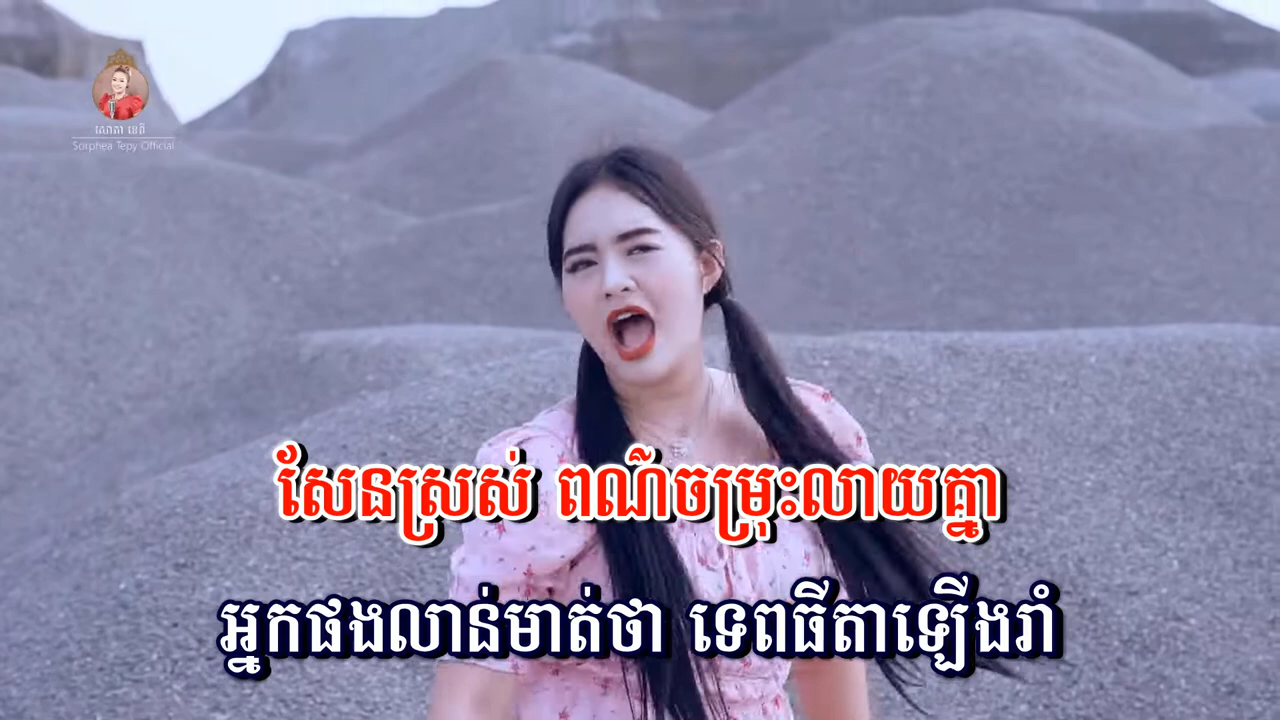 សោភា ទេពី
Sorphea Tepy Official
សែនស្រស់ ពណ៌ចម្រុះលាយគ្នា
អ្នកផងលាន់មាត់ថា ទេពធីតាឡើងរាំ